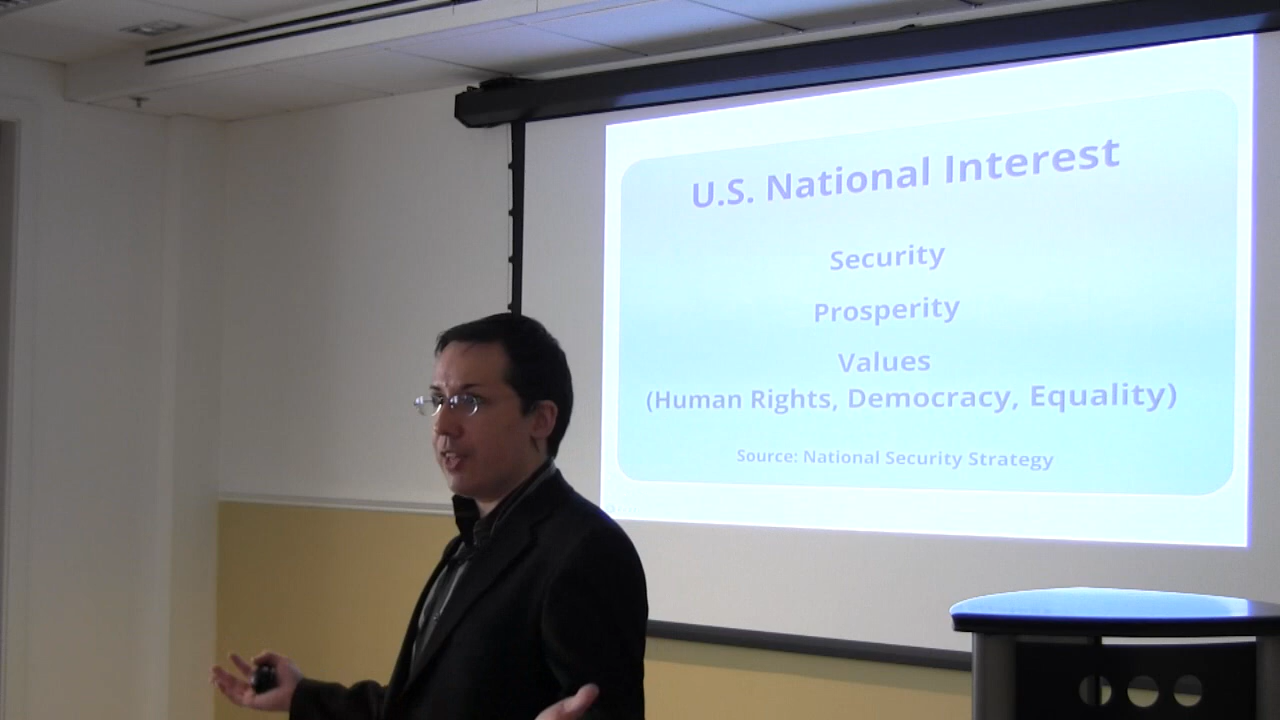 U.S. National Interest
Security
Prosperity
Values
(Human Rights, Democracy, Equality)
Source: National Security Strategy